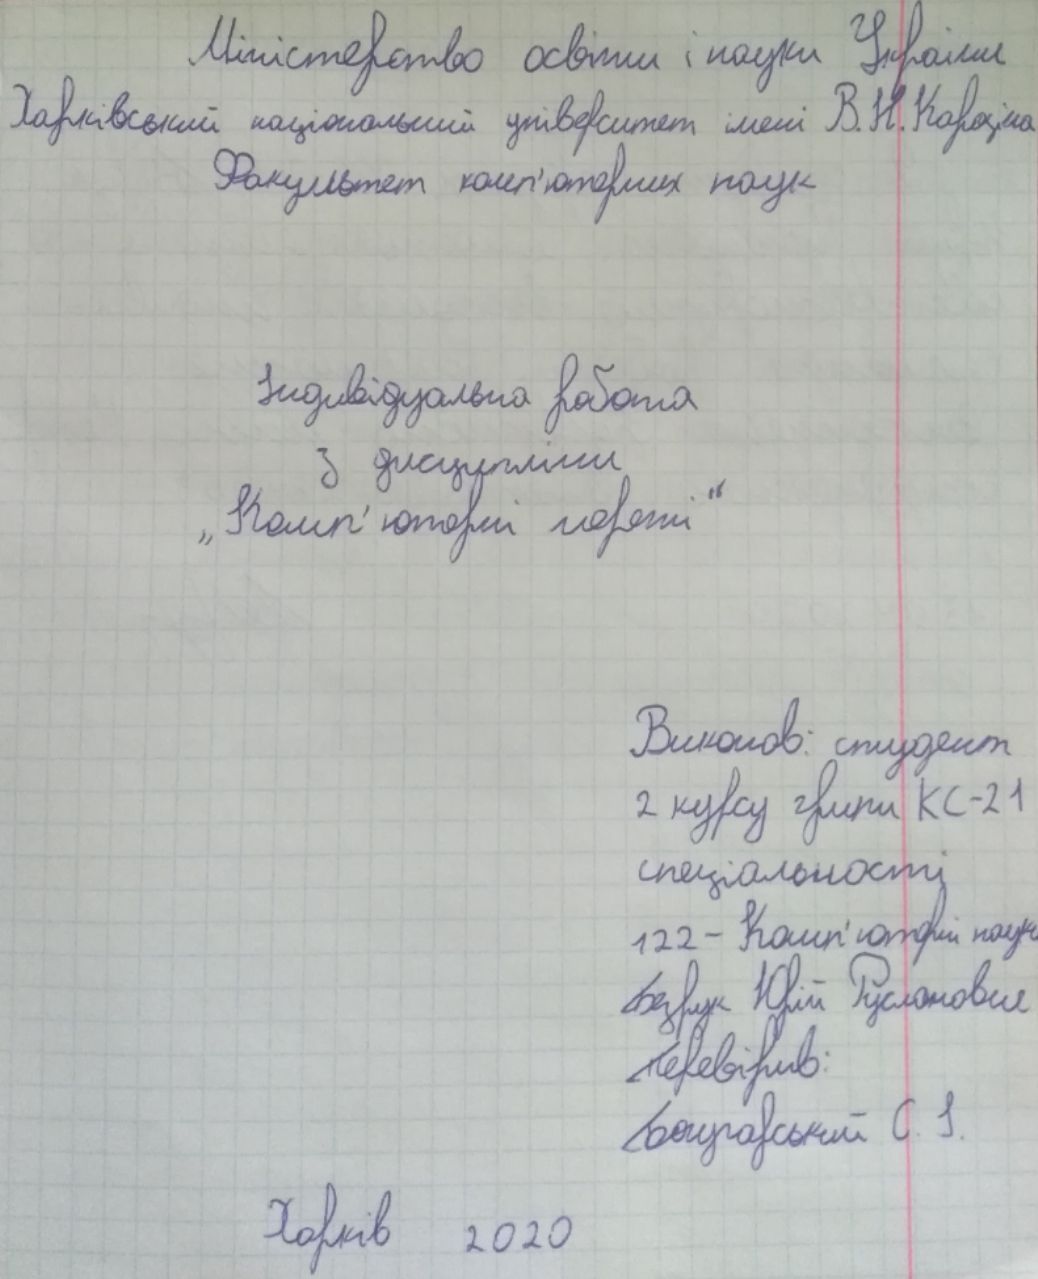 Міністерство освіти і науки України
Харківський національний університет імені В.Н. Каразіна
Факультет комп'ютерних наук
Індивідуальна робота
з дисципліни
„Комп'ютерні мережі“
Виконав: студент
2 курсу групи КС-21
спеціальності
122 - Комп'ютерні науки
Безрук Юрій Русланович
Перевірив:
С. І.
Харків 2020